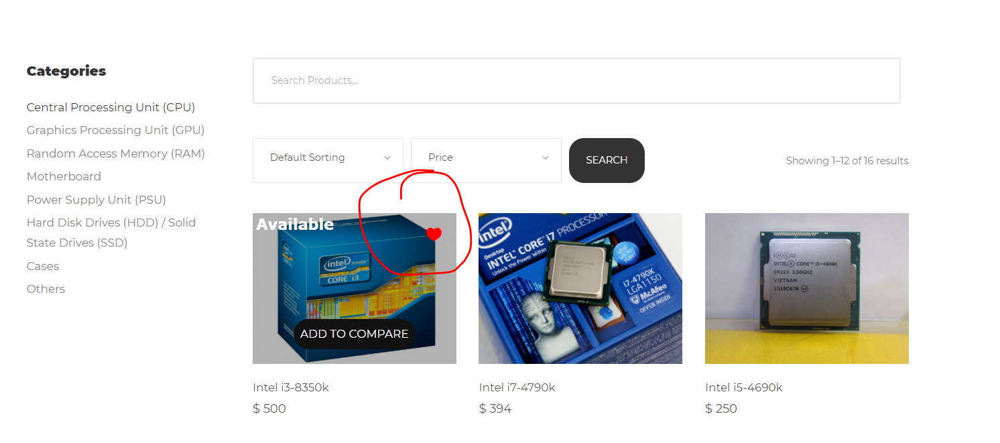 Categories
Central Processing Unit (CPU)
Graphics Processing Unit (GPU)
Random Access Memory (RAM)
Motherboard
Power Supply Unit (PSU)
Hard Disk Drives (HDD) / Solid
State Drives (SSD)
Cases
Others
Search Products...
Default Sorting
Price
SEARCH
Showing 1–12 of 16 results
Available
intel inside
CORE i3
ADD TO COMPARE
Intel i3-8350k
$ 500
intel
Desktop
INTEL® CORE™ i7 PROCESSOR
Unlock the Power Within
What
will you
i7-4790K
LGA1150
McAfee
OFFER INSIDE
Intel i7-4790k
$ 394
INTEL® CORE™ i5-4690K
SR21A 3.50GHZ
VIETNAM
Intel i5-4690k
$ 250